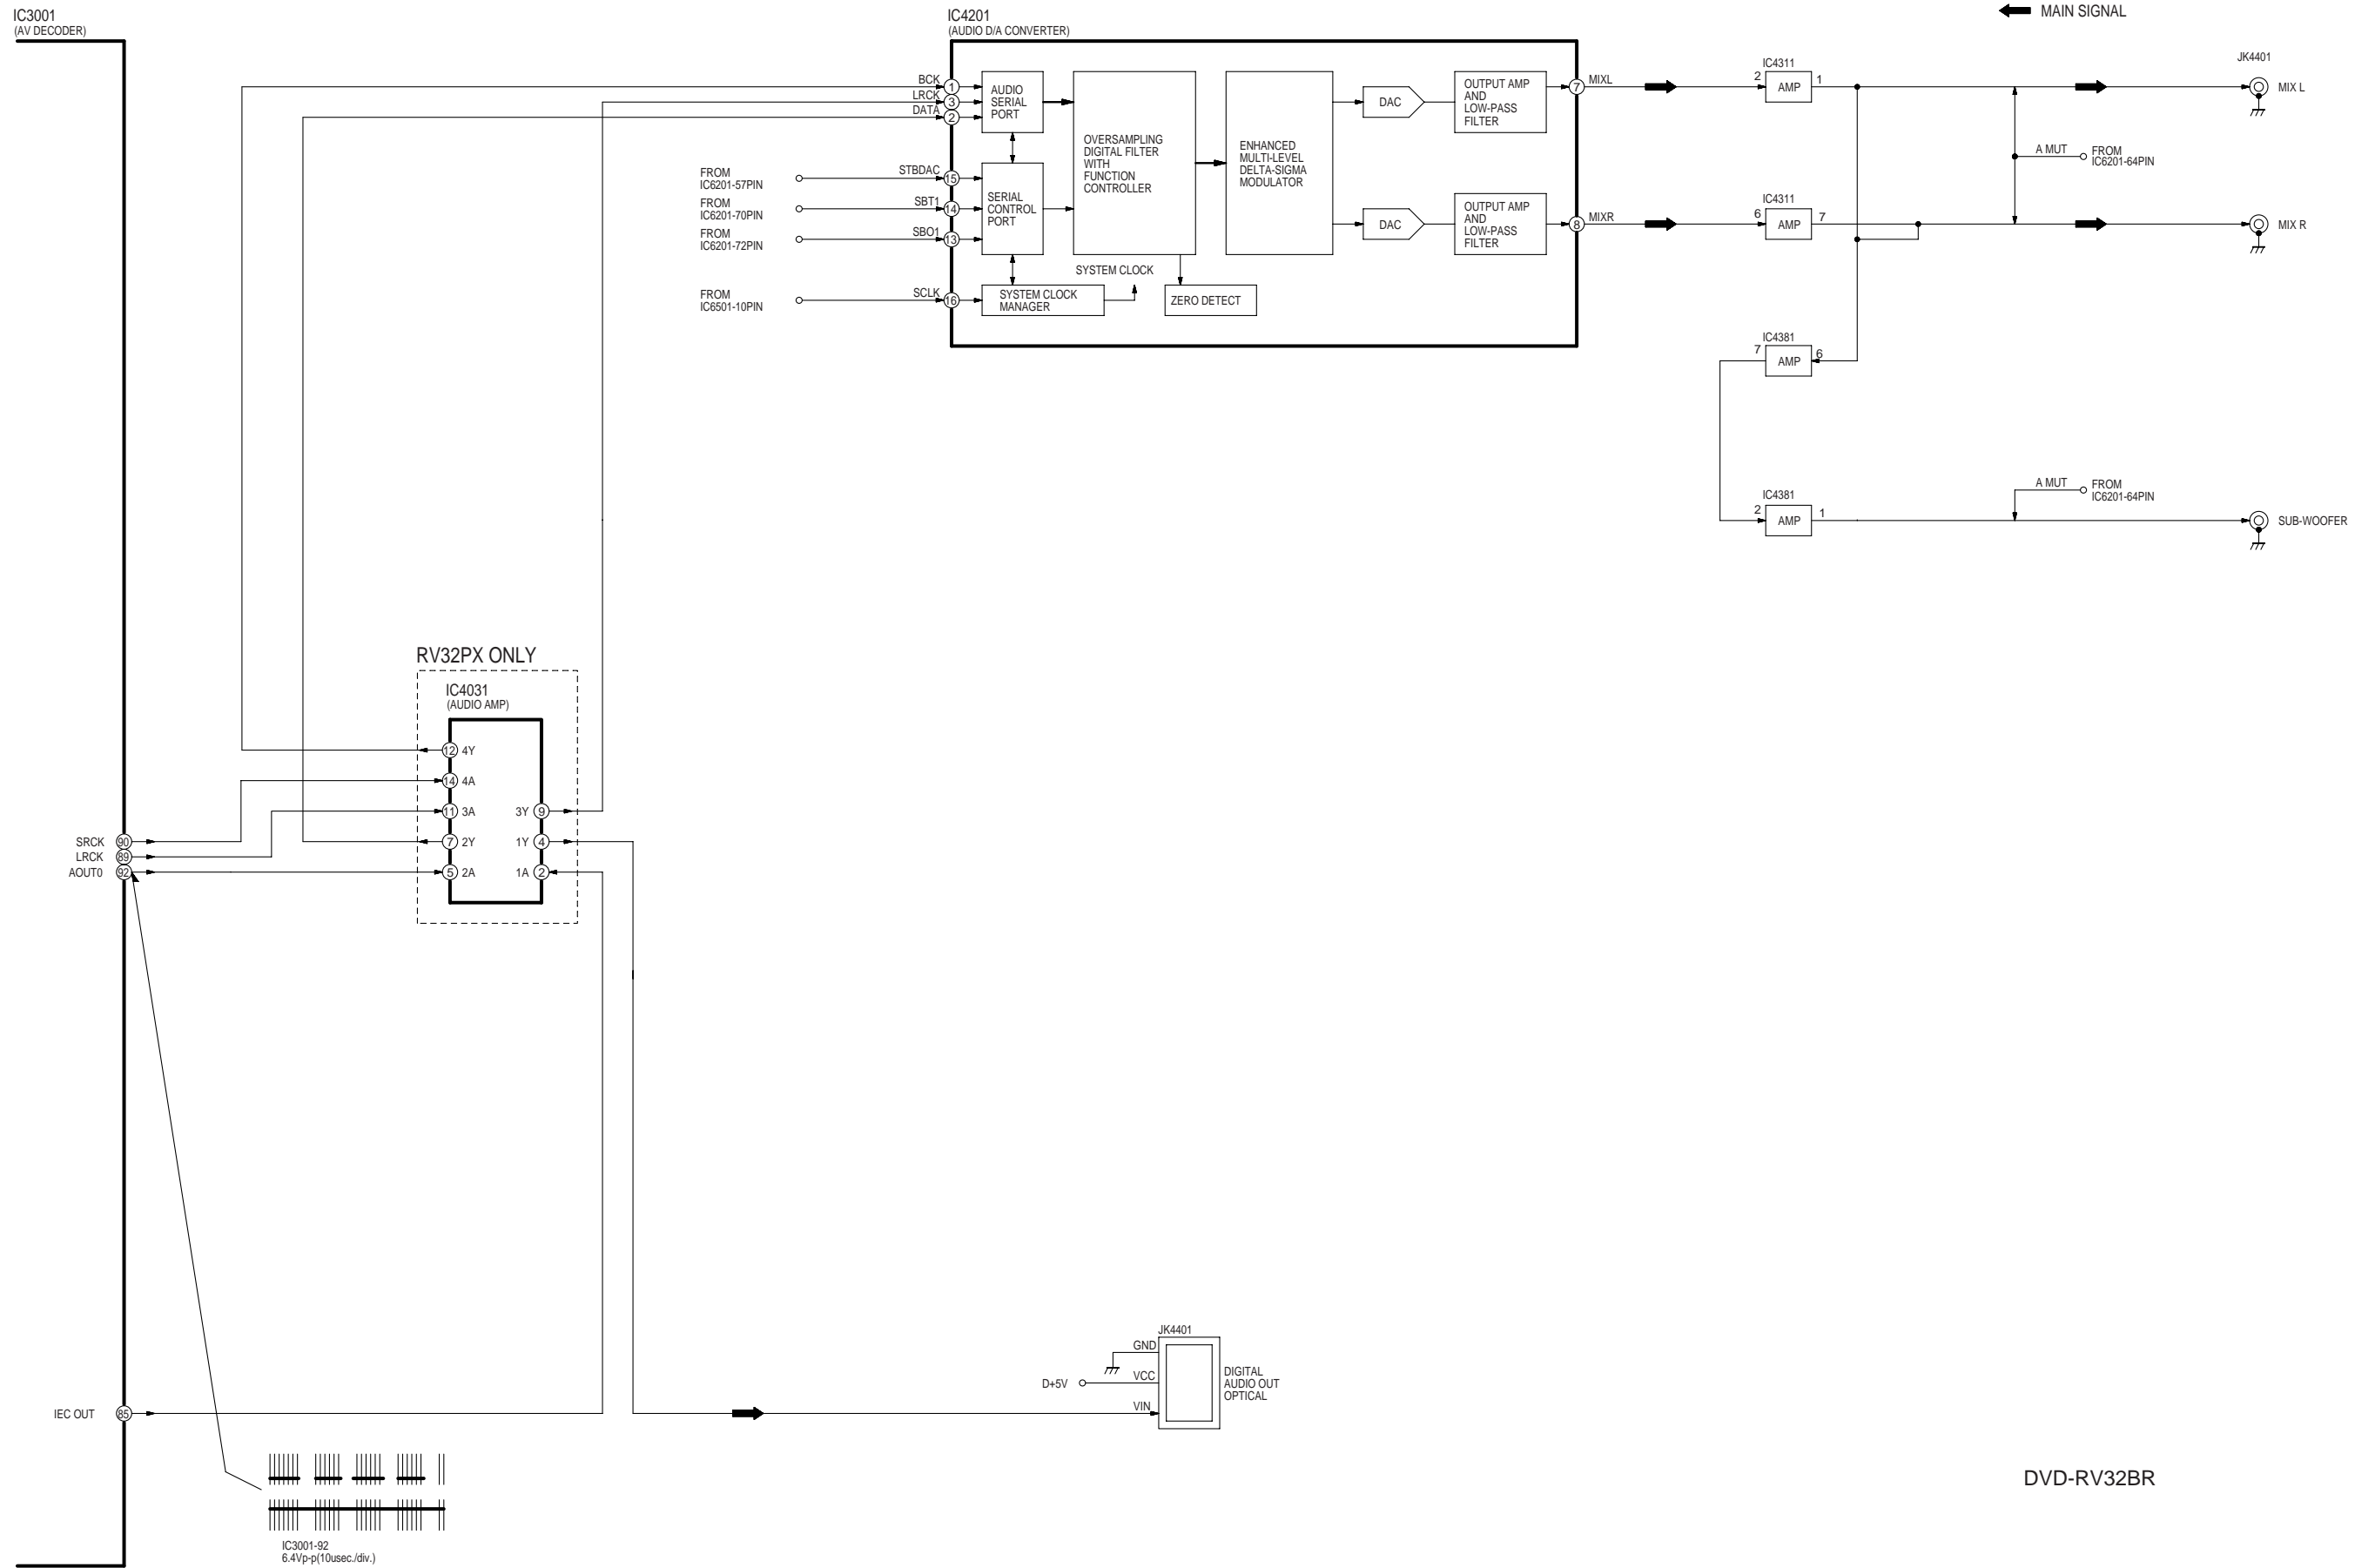 IC3001
(AV DECODER)
IC4201
(AUDIO D/A CONVERTER)
MAIN SIGNAL
BCK
1
LRCK
3
DATA
2
AUDIO
SERIAL
PORT
FROM
IC6201-57PIN
STBDAC
15
FROM
IC6201-70PIN
SBT1
14
FROM
IC6201-72PIN
SBO1
13
SERIAL
CONTROL
PORT
FROM
IC6501-10PIN
SCLK
16
SYSTEM CLOCK
MANAGER
SYSTEM CLOCK
OVERSAMPLING
DIGITAL FILTER
WITH
FUNCTION
CONTROLLER
ZERO DETECT
ENHANCED
MULTI-LEVEL
DELTA-SIGMA
MODULATOR
DAC
OUTPUT AMP
AND
LOW-PASS
FILTER
7
MIXL
DAC
OUTPUT AMP
AND
LOW-PASS
FILTER
8
MIXR
IC4311
2
AMP
1
JK4401
MIX L
A MUT
FROM
IC6201-64PIN
IC4311
6
AMP
7
MIX R
IC4381
7
AMP
6
A MUT
FROM
IC6201-64PIN
IC4381
2
AMP
1
SUB-WOOFER
RV32PX ONLY
IC4031
(AUDIO AMP)
12 4Y
14 4A
11 3A
3Y 9
7 2Y
1Y 4
5 2A
1A 2
SRCK 90
LRCK 89
AOUT0 92
IEC OUT 85
JK4401
GND
D+5V
VCC
VIN
DIGITAL
AUDIO OUT
OPTICAL
IC3001-92
6.4Vp-p(10usec./div.)
DVD-RV32BR